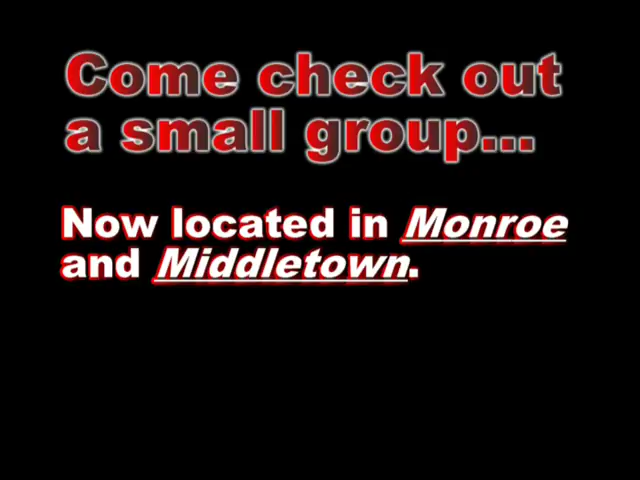 Come check out
a small group...
Now located in Monroe
and Middletown.